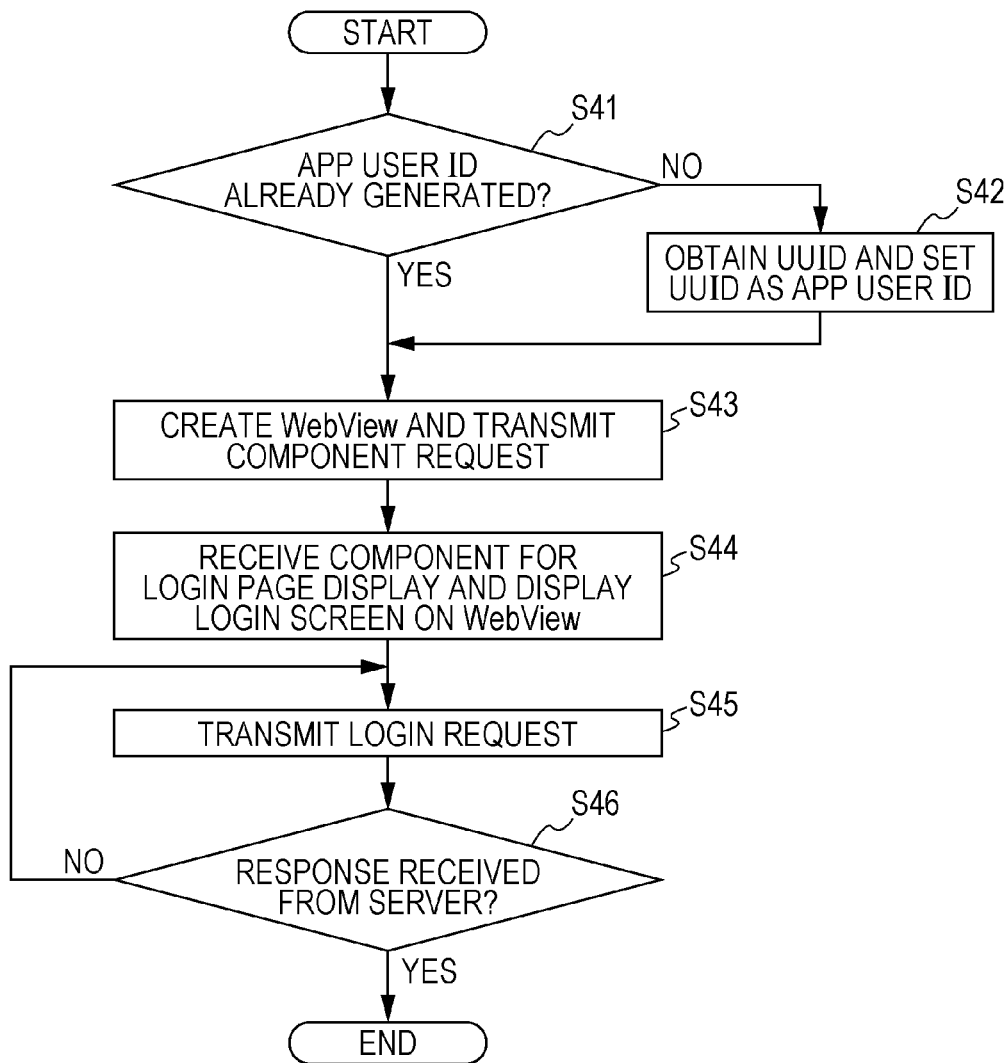 START
S41
APP USER ID
ALREADY GENERATED?
NO
S42
OBTAIN UUID AND SET
UUID AS APP USER ID
YES
S43
CREATE WebView AND TRANSMIT
COMPONENT REQUEST
S44
RECEIVE COMPONENT FOR
LOGIN PAGE DISPLAY AND DISPLAY
LOGIN SCREEN ON WebView
S45
TRANSMIT LOGIN REQUEST
S46
NO
RESPONSE RECEIVED
FROM SERVER?
YES
END